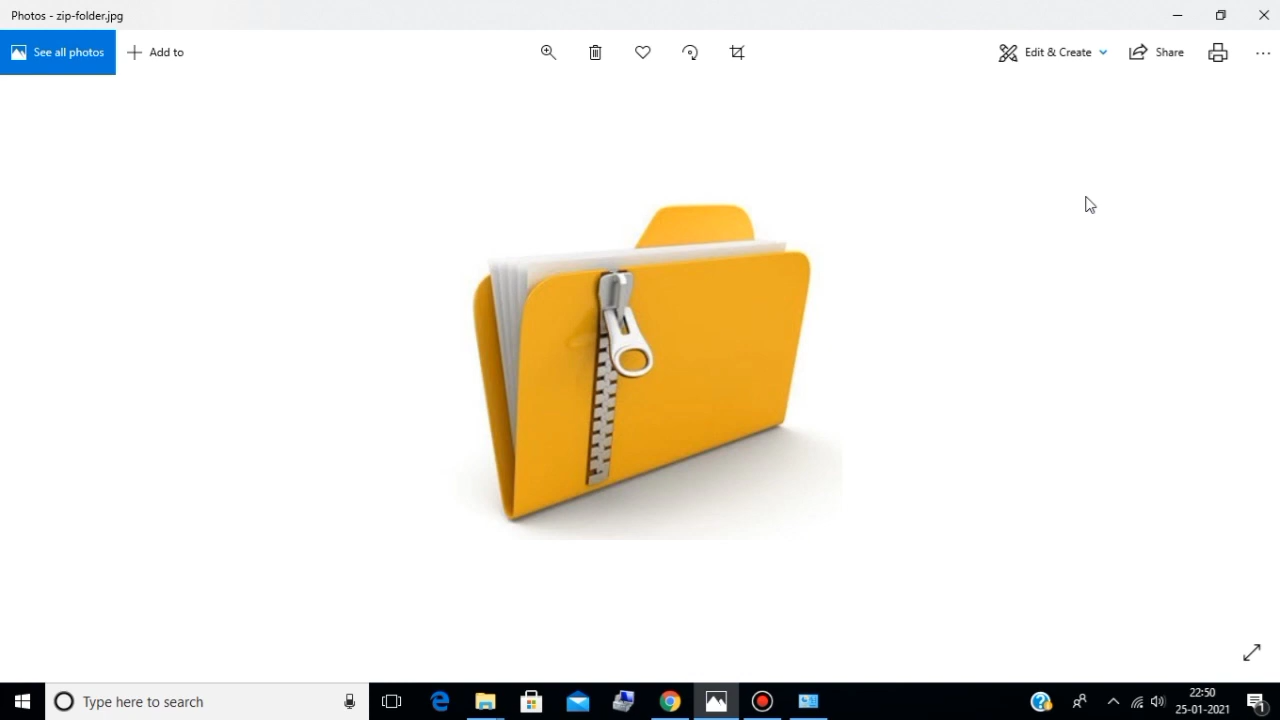 Photos - zip-folder.jpg
See all photos
Add to
Edit & Create
Share
Type here to search
22:50
25-01-2021
1